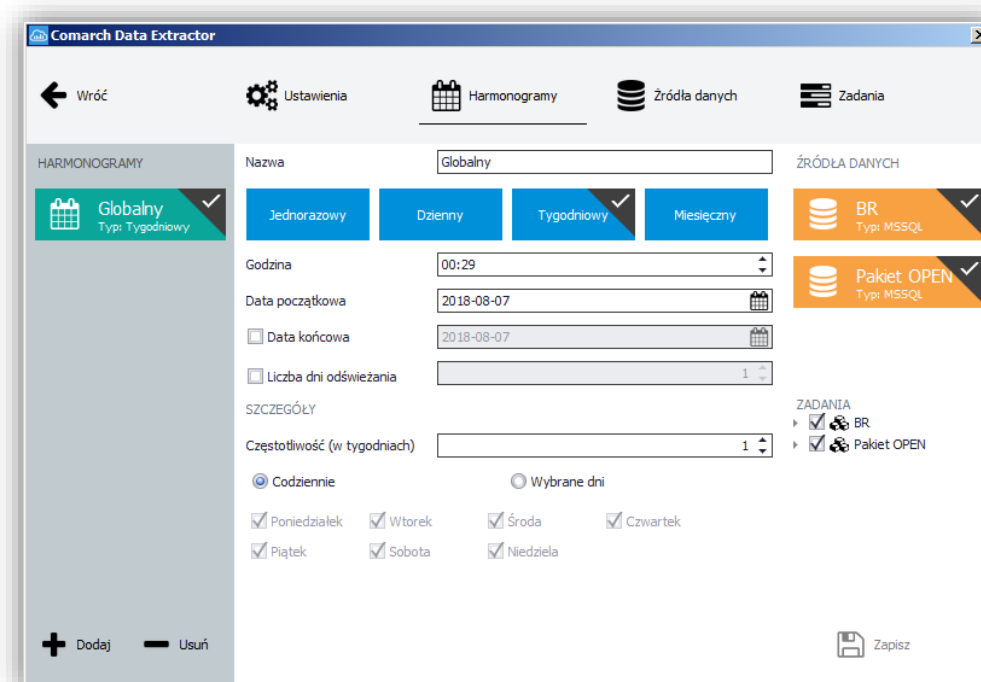 Comarch Data Extractor
Wróć
Ustawienia
Harmonogramy
Źródła danych
Zadania
HARMONOGRAMY
Globalny
Typ: Tygodniowy
Nazwa
Globalny
Jednorazowy
Dzienny
Tygodniowy
Miesięczny
Godzina
00:29
Data początkowa
2018-08-07
Data końcowa
2018-08-07
Liczba dni odświeżania
1
SZCZEGÓŁY
Częstotliwość (w tygodniach)
1
Codziennie
Wybrane dni
Poniedziałek
Wtorek
Środa
Czwartek
Piątek
Sobota
Niedziela
ŹRÓDŁA DANYCH
BR
Typ: MSSQL
Pakiet OPEN
Typ: MSSQL
ZADANIA
BR
Pakiet OPEN
Dodaj
Usuń
Zapisz